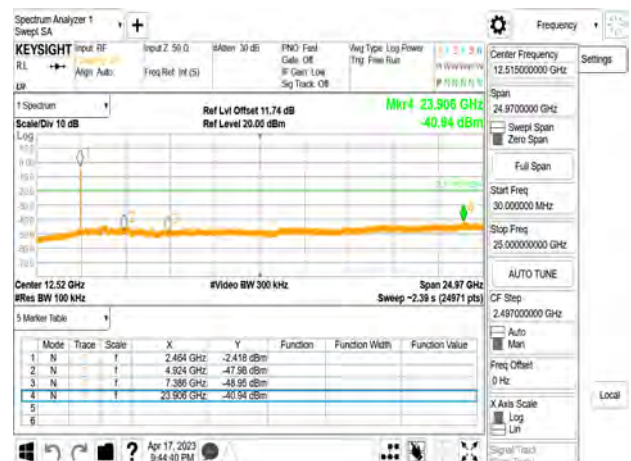 Spectrum Analyzer 1
Swept SA
Frequency
KEYSIGHT Input: RF Input Z: 50 Ω #Atten: 30 dB PNO: Fast Avg Type: Log-Power 1 2 3 4 5 6
RL Align: Auto Freq Ref: Int (S) Gate: Off Trig: Free Run
IF Gain: Low
Sig Track: Off
1 Spectrum
Ref Lvl Offset 11.74 dB
Mkr4 23.906 GHz
Scale/Div 10 dB
Ref Level 20.00 dBm
-40.94 dBm
Log
Center 12.52 GHz
#Video BW 300 kHz
Span 24.97 GHz
#Res BW 100 kHz
Sweep ~2.39 s (24971 pts)
5 Marker Table
Mode Trace Scale X Y Function Function Width Function Value
1 N f 2.464 GHz -2.418 dBm
2 N f 4.924 GHz -47.98 dBm
3 N f 7.386 GHz -48.95 dBm
4 N f 23.906 GHz -40.94 dBm
5
6
Apr 17, 2023
9:44:40 PM
Center Frequency
12.515000000 GHz
Settings
Span
24.9700000 GHz
Swept Span
Zero Span
Full Span
Start Freq
30.000000 MHz
Stop Freq
25.000000000 GHz
AUTO TUNE
CF Step
2.497000000 GHz
Auto
Man
Freq Offset
0 Hz
X Axis Scale
Log
Lin
Local
Signal Track